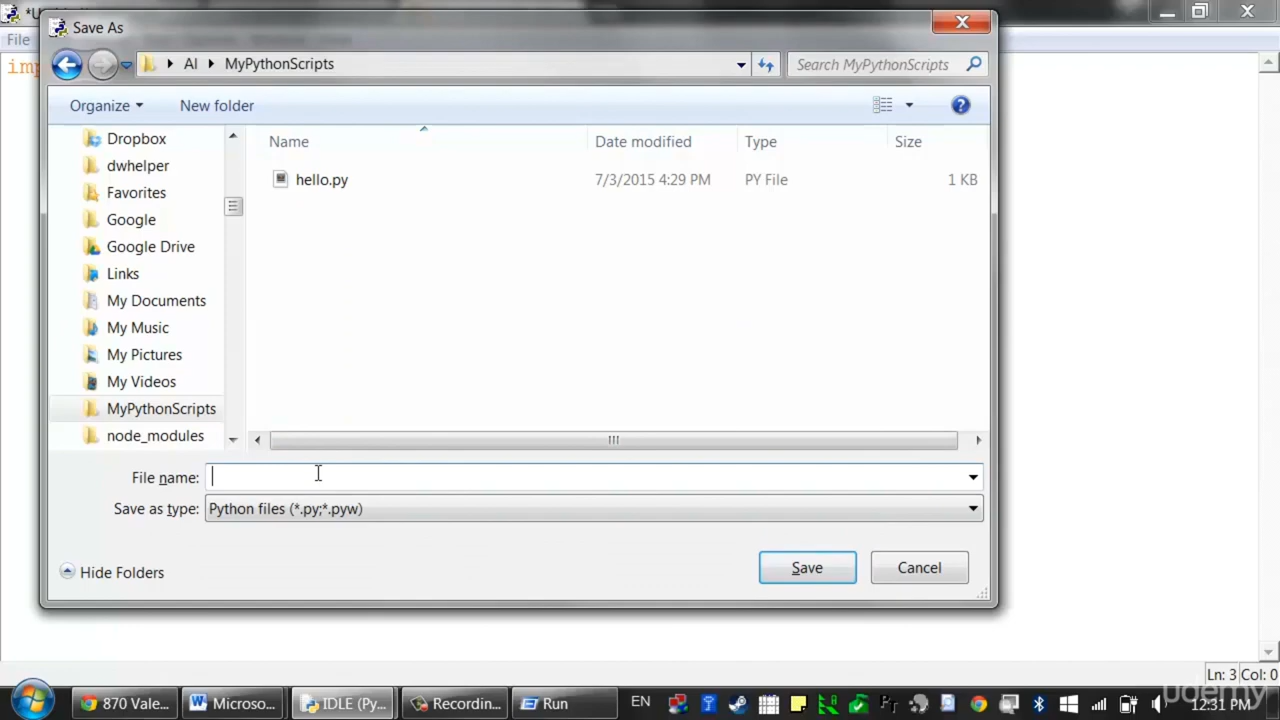 *U
Save As
File
AI
MyPythonScripts
Search MyPythonScripts
imp
Organize
New folder
Name
Date modified
Type
Size
hello.py
7/3/2015 4:29 PM
PY File
1 KB
Dropbox
dwhelper
Favorites
Google
Google Drive
Links
My Documents
My Music
My Pictures
My Videos
MyPythonScripts
node_modules
File name:
Save as type:
Python files (*.py;*.pyw)
Hide Folders
Save
Cancel
Ln: 3 Col: 0
870 Vale...
Microso...
IDLE (Py...
Recordin...
Run
EN
12:31 PM
udemy